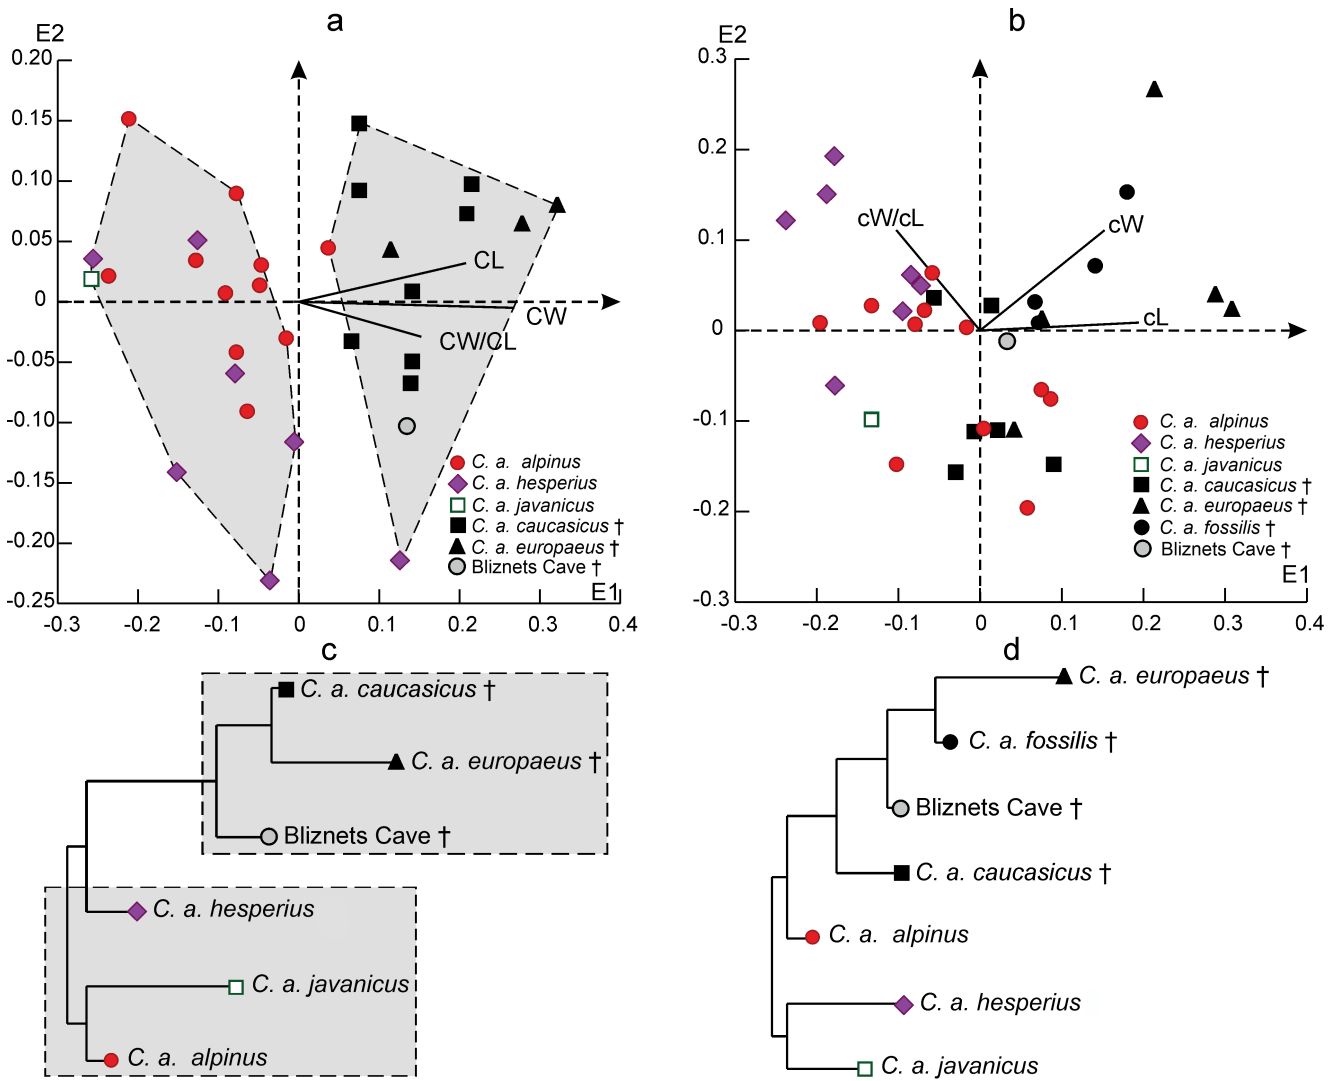 a
E2
0.20
0.15
0.10
0.05
0
-0.05
-0.10
-0.15
-0.20
-0.25
-0.3
-0.2
-0.1
0
0.1
0.2
0.3
0.4
E1
CL
CW
CW/CL
C. a. alpinus
C. a. hesperius
C. a. javanicus
C. a. caucasicus †
C. a. europaeus †
Bliznets Cave †
b
E2
0.3
0.2
0.1
0
-0.1
-0.2
-0.3
-0.3
-0.2
-0.1
0
0.1
0.2
0.3
0.4
E1
cW/cL
cW
cL
C. a. alpinus
C. a. hesperius
C. a. javanicus
C. a. caucasicus †
C. a. europaeus †
C. a. fossilis †
Bliznets Cave †
c
C. a. caucasicus †
C. a. europaeus †
Bliznets Cave †
C. a. hesperius
C. a. javanicus
C. a. alpinus
d
C. a. europaeus †
C. a. fossilis †
Bliznets Cave †
C. a. caucasicus †
C. a. alpinus
C. a. hesperius
C. a. javanicus